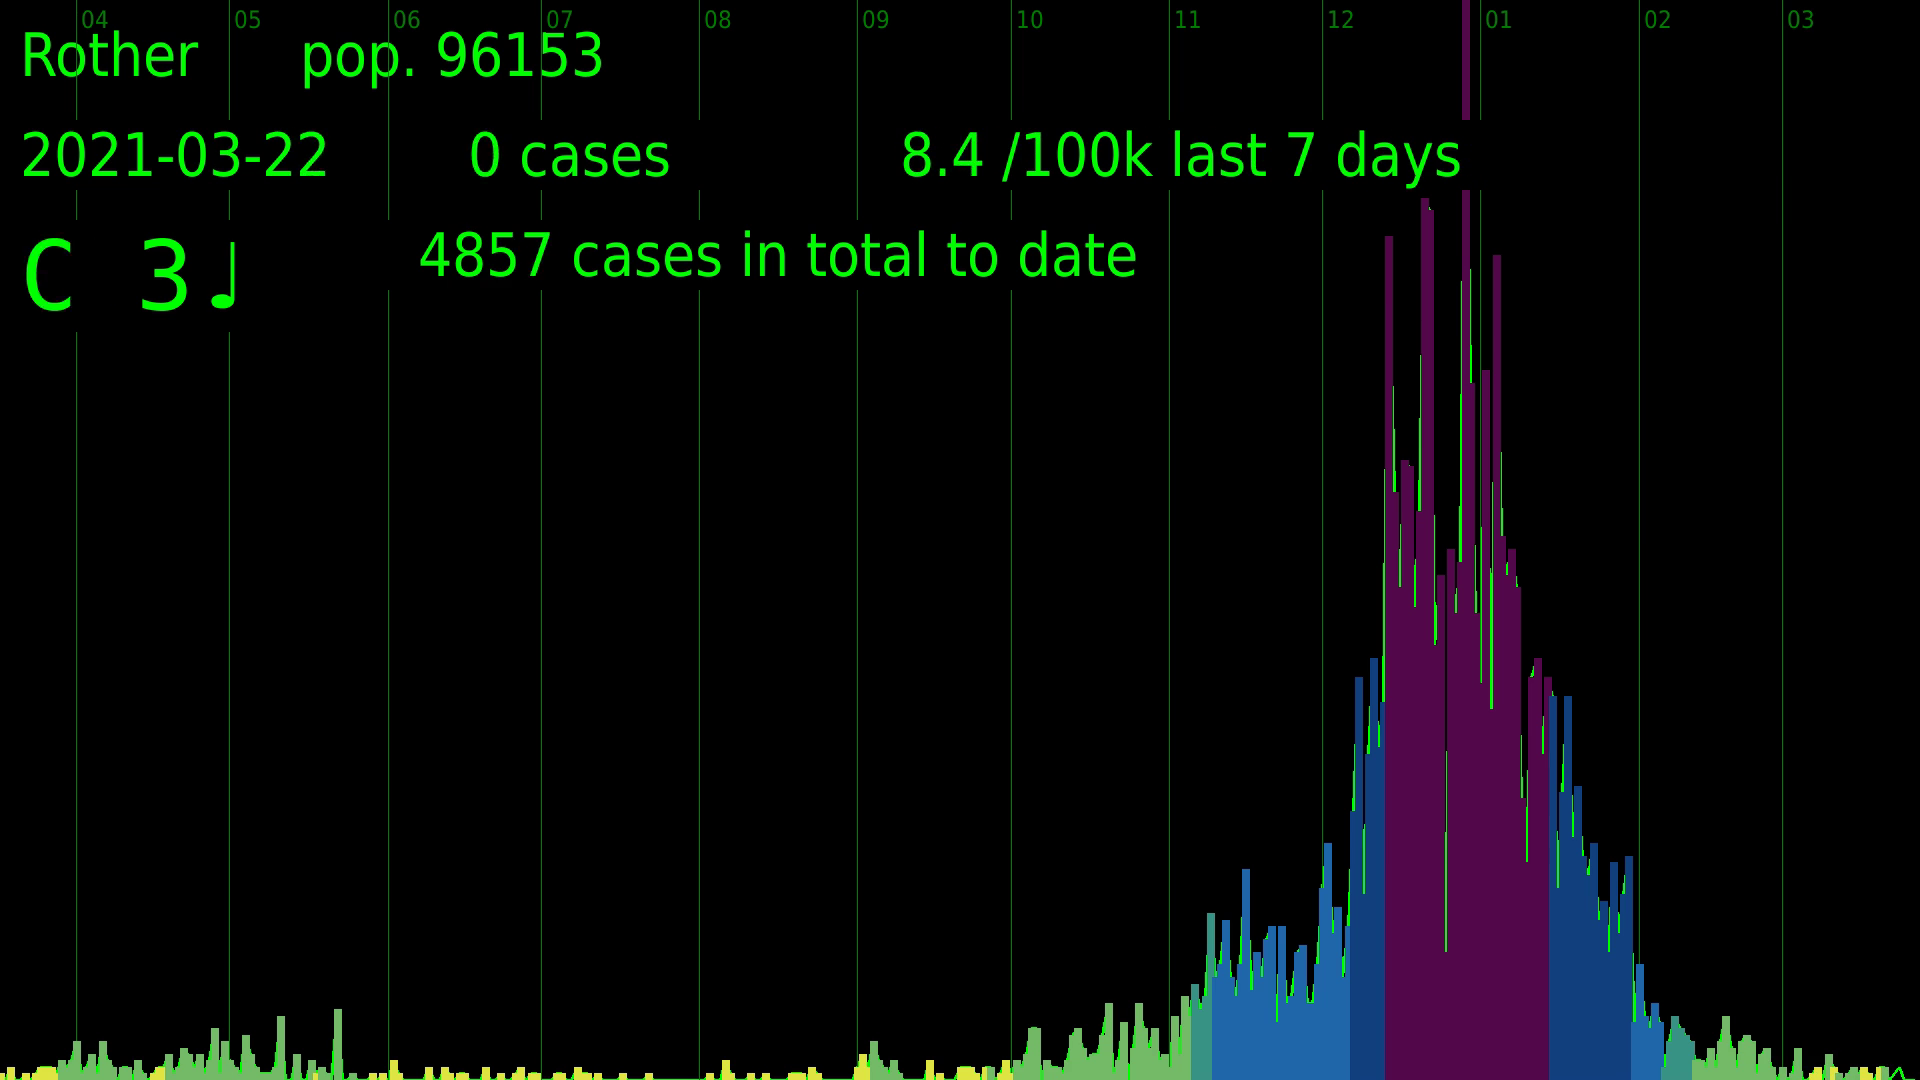 04 05 06 07 08 09 10 11 12 01 02 03
Rother pop. 96153
2021-03-22 0 cases 8.4 /100k last 7 days
C 3♩ 4857 cases in total to date